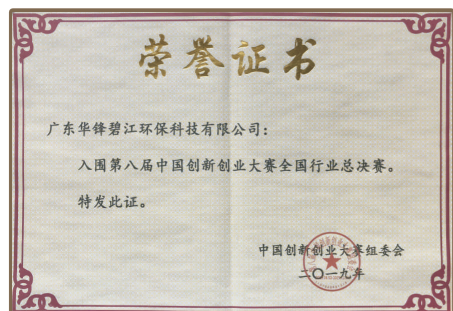 荣誉证书
广东华锋碧江环保科技有限公司：
入围第八届中国创新创业大赛全国行业总决赛。
特发此证。
中国创新创业大赛组委会
二〇一九年